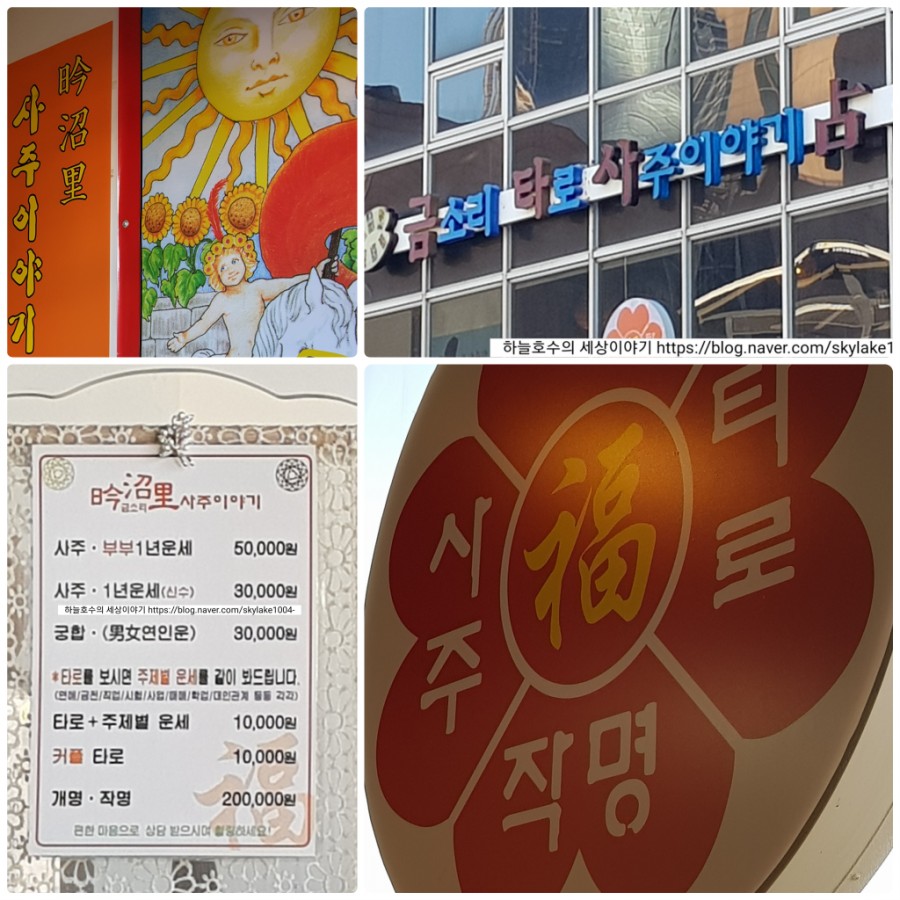 昑沼里
사주이야기
금소리 타로 사주이야기 占
하늘호수의 세상이야기 https://blog.naver.com/skylake1
昑沼里 사주이야기
금소리
사주 · 부부1년운세 50,000원
사주 · 1년운세(신수) 30,000원
하늘호수의 세상이야기 https://blog.naver.com/skylake1004-
궁합 · (男女연인운) 30,000원
*타로를 보시면 주제별 운세를 같이 봐드립니다.
(연애/금전/직업/시험/사업/매매/학업/대인관계 등등 각각)
타로+주제별 운세 10,000원
커플 타로 10,000원
개명 · 작명 200,000원
福
편한 마음으로 상담 받으시며 힐링하세요!
타로
사주
福
작명